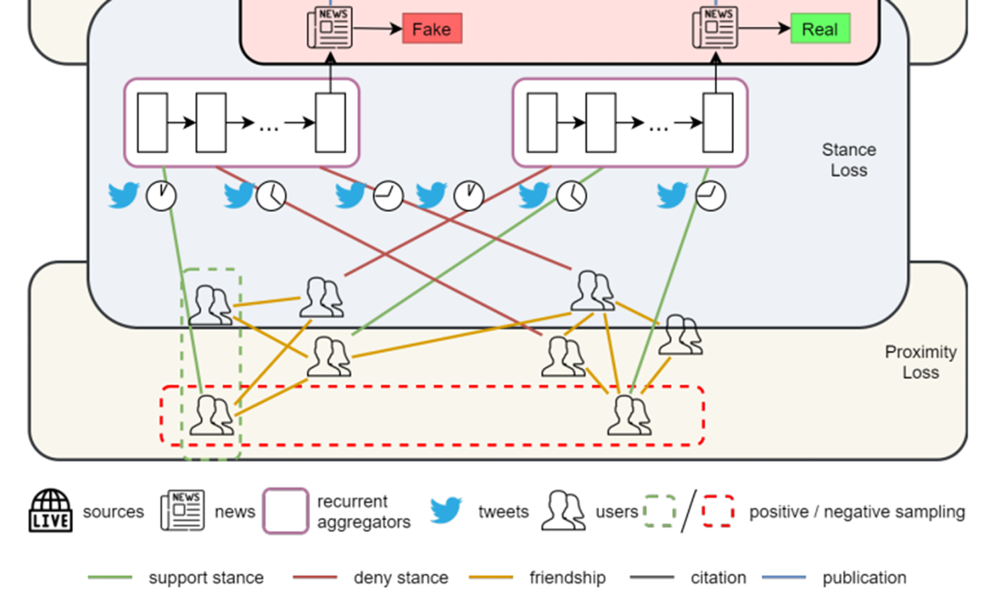 NEWS
Fake
NEWS
Real
...
...
Stance
Loss
Proximity
Loss
LIVE
sources
NEWS
news
recurrent
aggregators
tweets
users
positive / negative sampling
support stance
deny stance
friendship
citation
publication